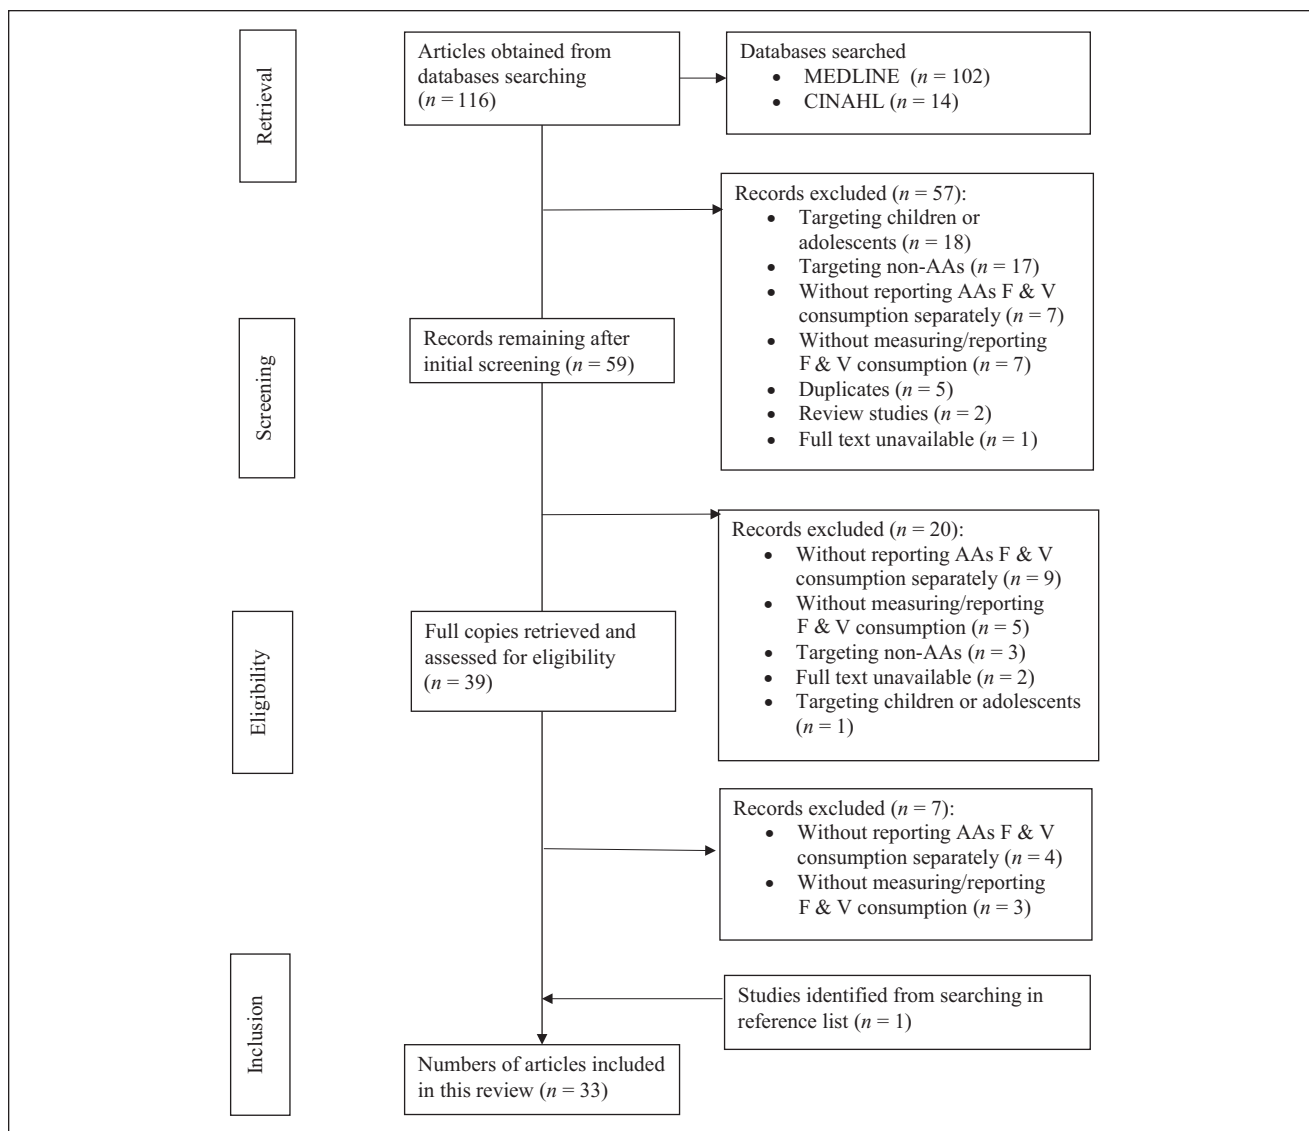 Retrieval
Articles obtained from
databases searching
(n = 116)
Databases searched
• MEDLINE (n = 102)
• CINAHL (n = 14)
Records excluded (n = 57):
• Targeting children or
adolescents (n = 18)
• Targeting non-AAs (n = 17)
• Without reporting AAs F & V
consumption separately (n = 7)
• Without measuring/reporting
F & V consumption (n = 7)
• Duplicates (n = 5)
• Review studies (n = 2)
• Full text unavailable (n = 1)
Screening
Records remaining after
initial screening (n = 59)
Records excluded (n = 20):
• Without reporting AAs F & V
consumption separately (n = 9)
• Without measuring/reporting
F & V consumption (n = 5)
• Targeting non-AAs (n = 3)
• Full text unavailable (n = 2)
• Targeting children or adolescents
(n = 1)
Eligibility
Full copies retrieved and
assessed for eligibility
(n = 39)
Records excluded (n = 7):
• Without reporting AAs F & V
consumption separately (n = 4)
• Without measuring/reporting
F & V consumption (n = 3)
Inclusion
Studies identified from searching in
reference list (n = 1)
Numbers of articles included
in this review (n = 33)